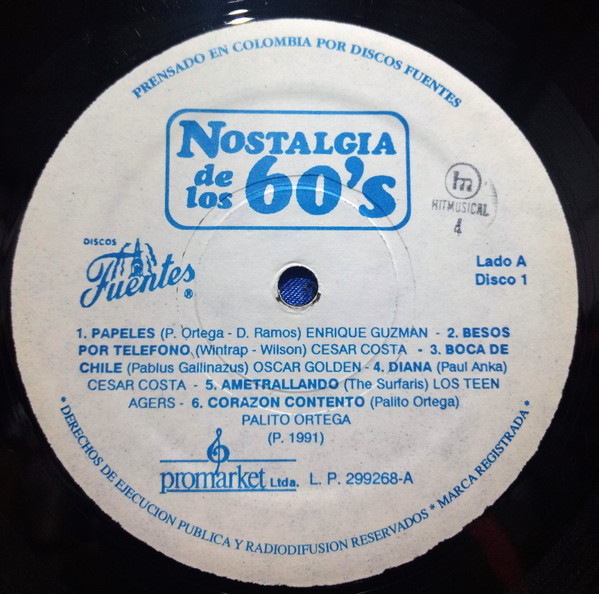 PRENSADO EN COLOMBIA POR DISCOS FUENTES
NOSTALGIA
de
los 60's
m
HITMUSICAL
4
DISCOS
Fuentes ®
Lado A
Disco 1
1. PAPELES (P. Ortega - D. Ramos) ENRIQUE GUZMAN - 2. BESOS
POR TELEFONO (Wintrap - Wilson) CESAR COSTA - 3. BOCA DE
CHILE (Pablus Gallinazus) OSCAR GOLDEN - 4. DIANA (Paul Anka)
CESAR COSTA - 5. AMETRALLANDO (The Surfaris) LOS TEEN
AGERS - 6. CORAZON CONTENTO (Palito Ortega)
PALITO ORTEGA
(P. 1991)
promarket Ltda. L. P. 299268-A
* DERECHOS DE EJECUCION PUBLICA Y RADIODIFUSION RESERVADOS * MARCA REGISTRADA *